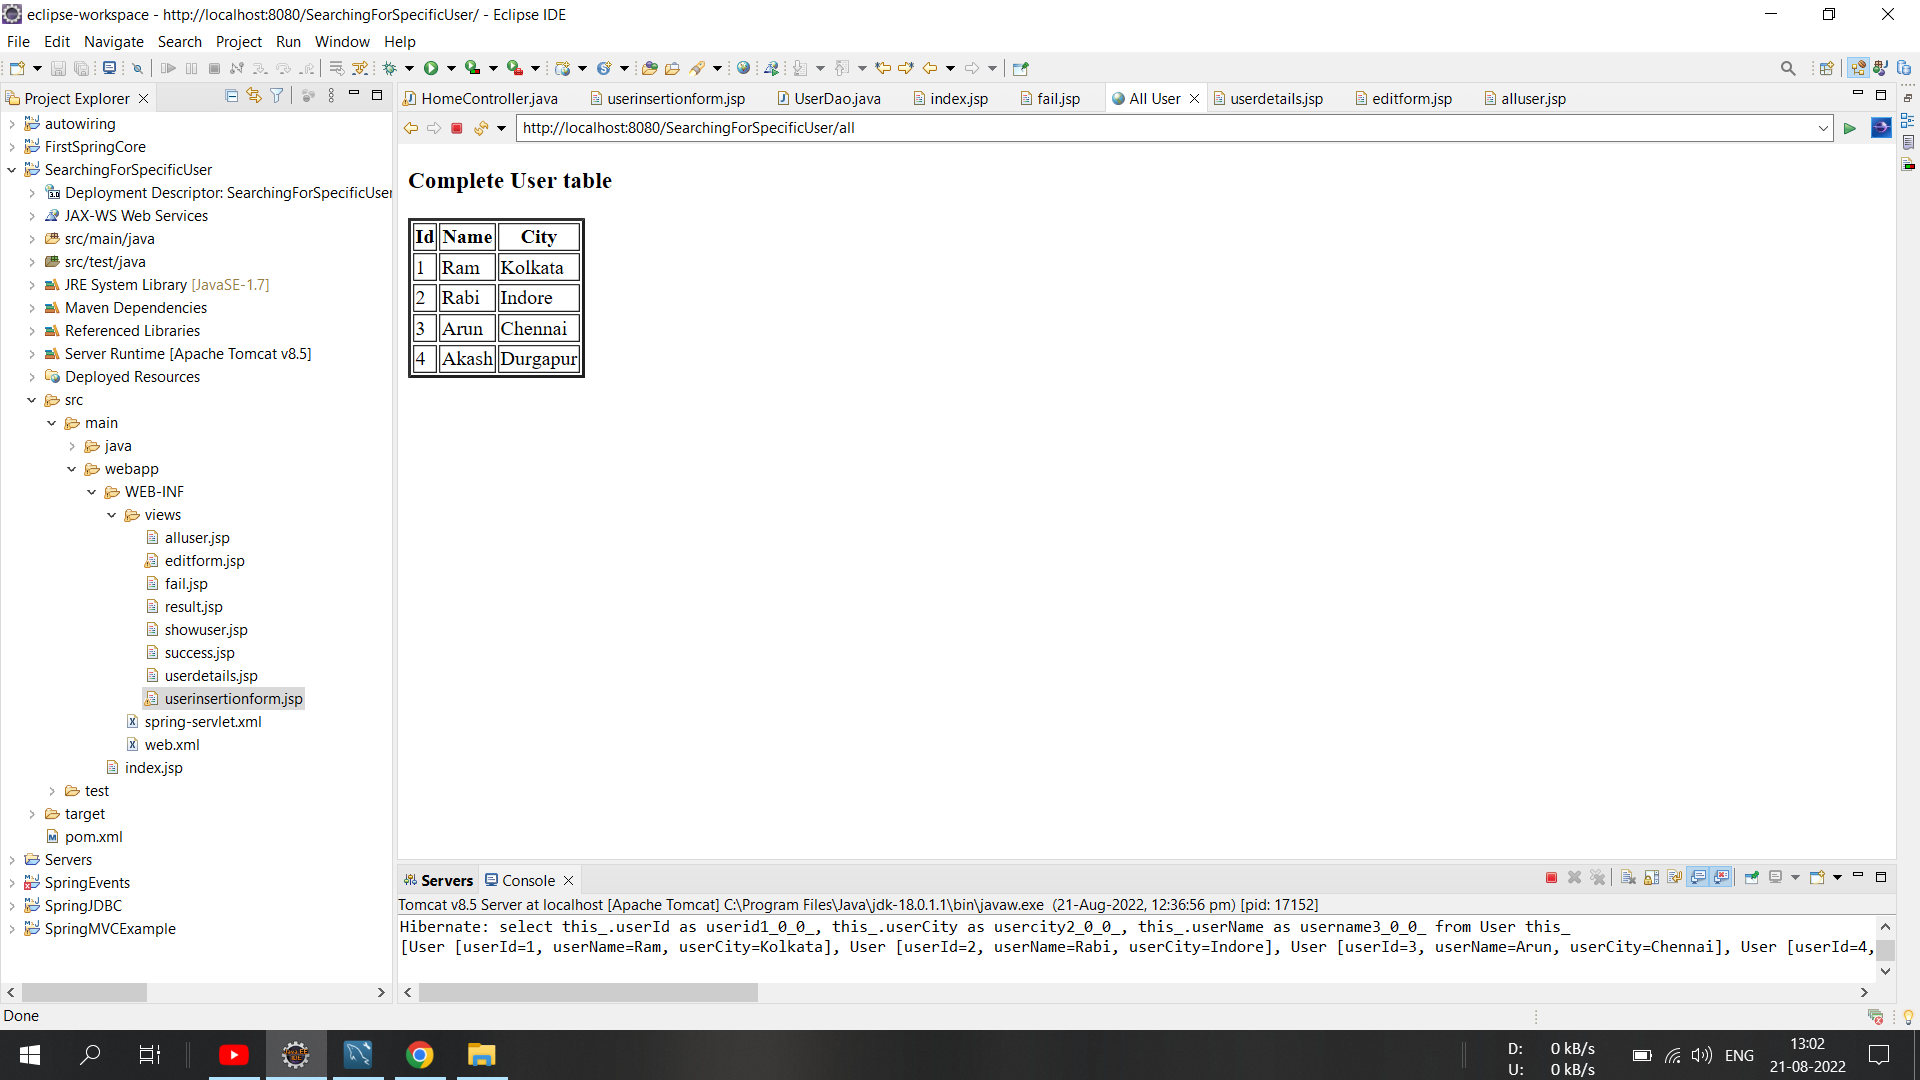 eclipse-workspace - http://localhost:8080/SearchingForSpecificUser/ - Eclipse IDE
File Edit Navigate Search Project Run Window Help
Project Explorer
autowiring
FirstSpringCore
SearchingForSpecificUser
Deployment Descriptor: SearchingForSpecificUser
JAX-WS Web Services
src/main/java
src/test/java
JRE System Library [JavaSE-1.7]
Maven Dependencies
Referenced Libraries
Server Runtime [Apache Tomcat v8.5]
Deployed Resources
src
main
java
webapp
WEB-INF
views
alluser.jsp
editform.jsp
fail.jsp
result.jsp
showuser.jsp
success.jsp
userdetails.jsp
userinsertionform.jsp
spring-servlet.xml
web.xml
index.jsp
test
target
pom.xml
Servers
SpringEvents
SpringJDBC
SpringMVCExample
HomeController.java userinsertionform.jsp UserDao.java index.jsp fail.jsp All User userdetails.jsp editform.jsp alluser.jsp
http://localhost:8080/SearchingForSpecificUser/all
Complete User table
Id Name City
1 Ram Kolkata
2 Rabi Indore
3 Arun Chennai
4 Akash Durgapur
Servers Console
Tomcat v8.5 Server at localhost [Apache Tomcat] C:\Program Files\Java\jdk-18.0.1.1\bin\javaw.exe (21-Aug-2022, 12:36:56 pm) [pid: 17152]
Hibernate: select this_.userId as userid1_0_0_, this_.userCity as usercity2_0_0_, this_.userName as username3_0_0_ from User this_
[User [userId=1, userName=Ram, userCity=Kolkata], User [userId=2, userName=Rabi, userCity=Indore], User [userId=3, userName=Arun, userCity=Chennai], User [userId=4,
Done
D: 0 kB/s
U: 0 kB/s
ENG
13:02
21-08-2022